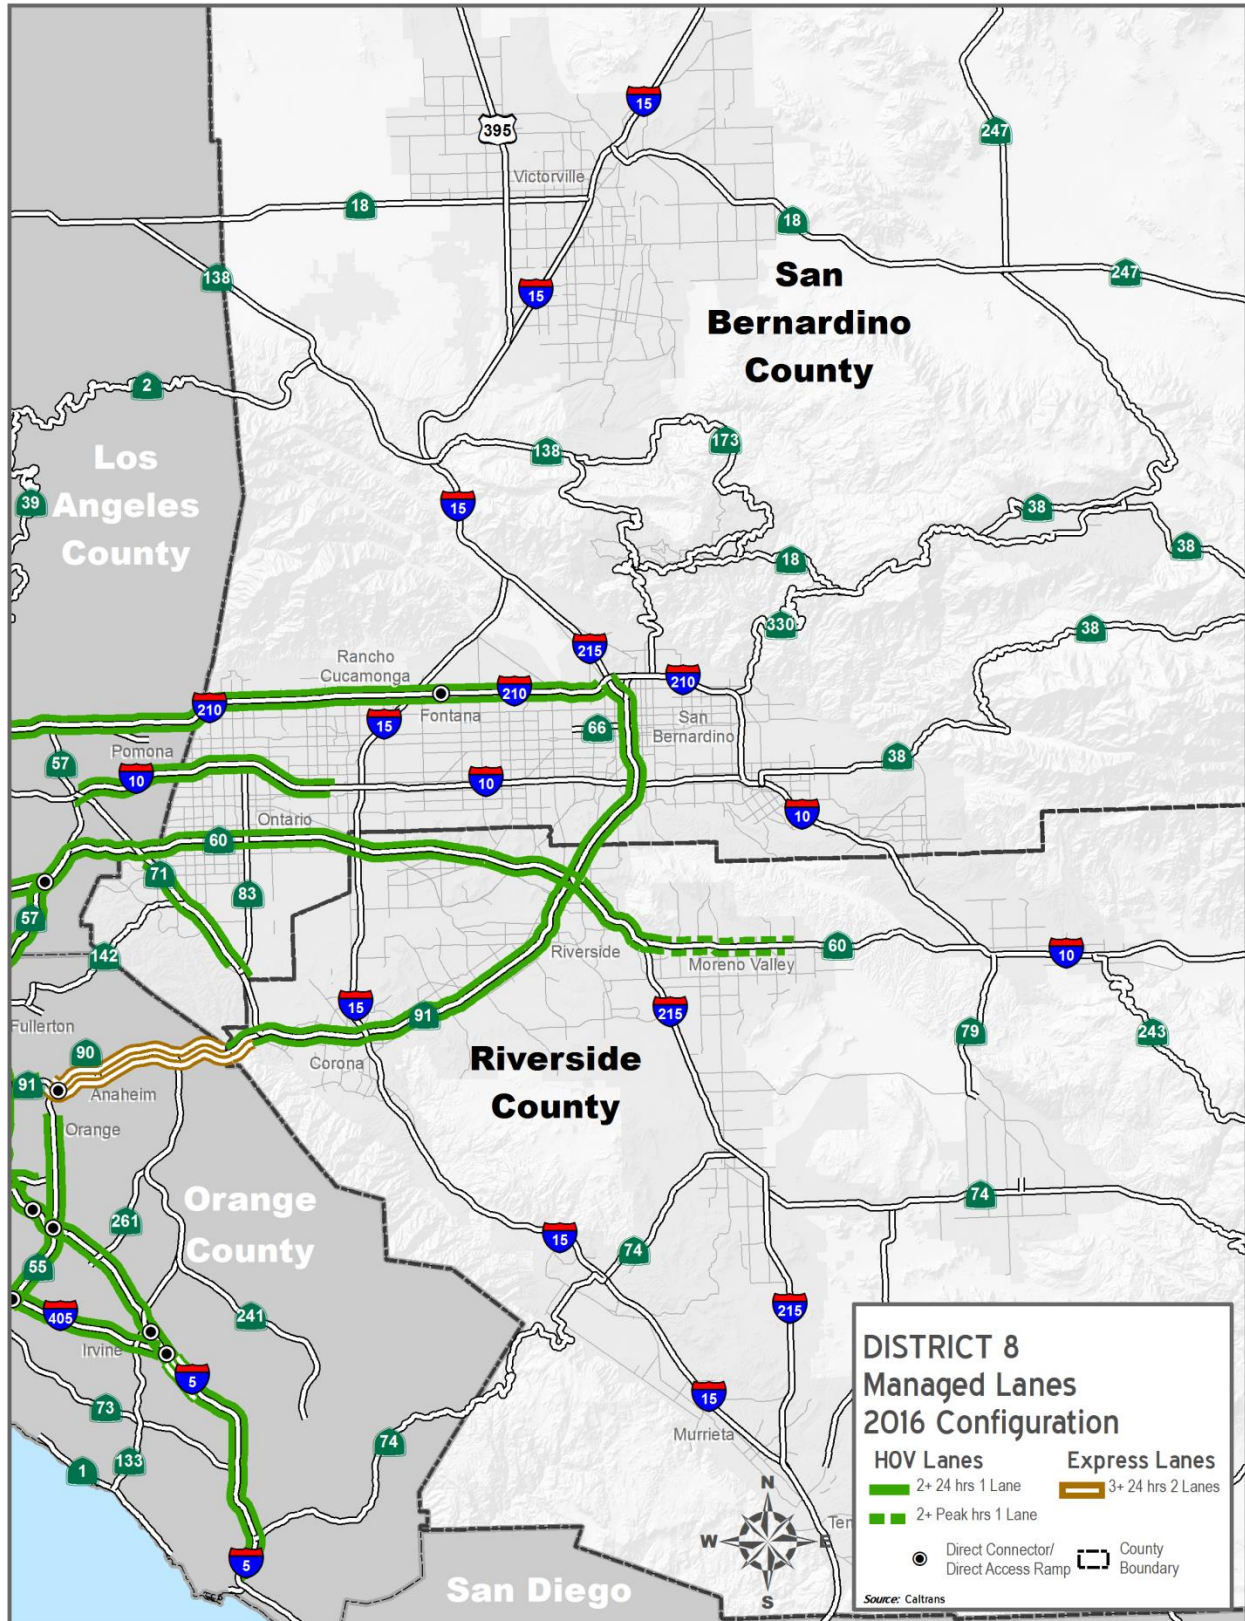 15
395
247
Victorville
18
18
138
San
Bernardino
County
247
15
2
173
138
Los
Angeles
County
39
15
38
38
18
330
38
215
Rancho
Cucamonga
210
210
210
Fontana
15
66
San
Bernardino
57
Pomona
10
10
38
10
Ontario
60
71
83
57
142
Riverside
Moreno Valley
60
10
Fullerton
15
91
215
79
243
90
Corona
Riverside
County
91
Anaheim
Orange
Orange
County
261
74
15
74
55
405
241
215
Irvine
5
73
15
Murrieta
74
133
1
5
San Diego
N
W
E
S
Tem
DISTRICT 8
Managed Lanes
2016 Configuration
HOV Lanes
Express Lanes
2+ 24 hrs 1 Lane
3+ 24 hrs 2 Lanes
2+ Peak hrs 1 Lane
Direct Connector/
Direct Access Ramp
County
Boundary
Source: Caltrans